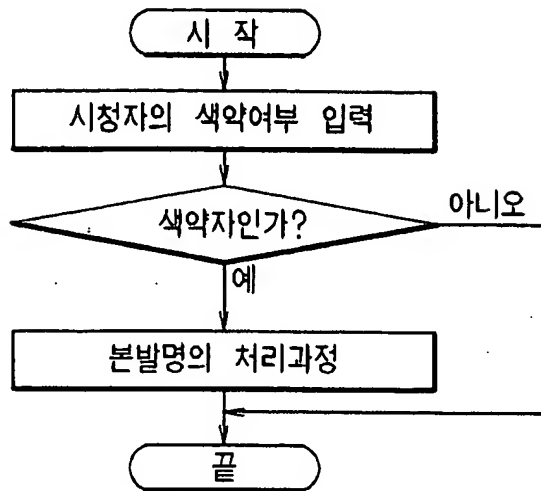 시 작
시청자의 색약여부 입력
색약자인가?
아니오
예
본발명의 처리과정
끝